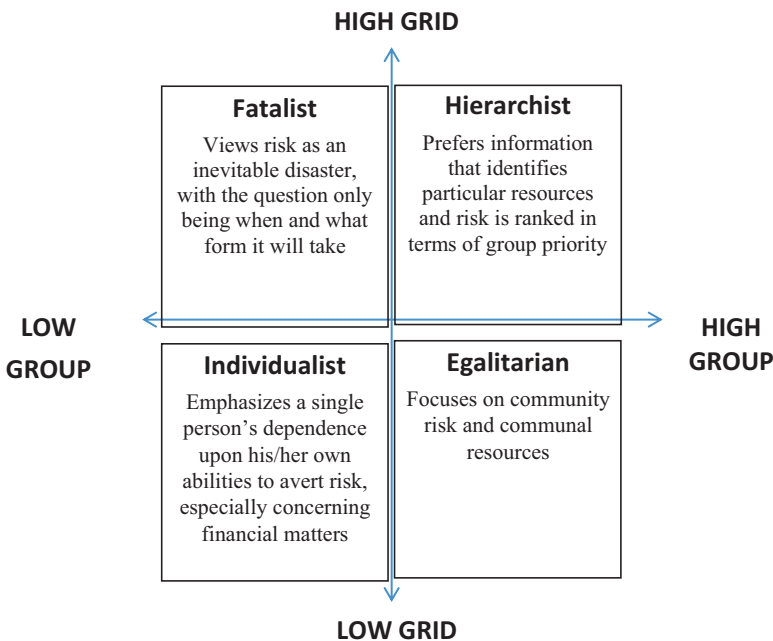 HIGH GRID
Fatalist
Views risk as an
inevitable disaster,
with the question only
being when and what
form it will take
Hierarchist
Prefers information
that identifies
particular resources
and risk is ranked in
terms of group priority
LOW
GROUP
HIGH
GROUP
Individualist
Emphasizes a single
person’s dependence
upon his/her own
abilities to avert risk,
especially concerning
financial matters
Egalitarian
Focuses on community
risk and communal
resources
LOW GRID